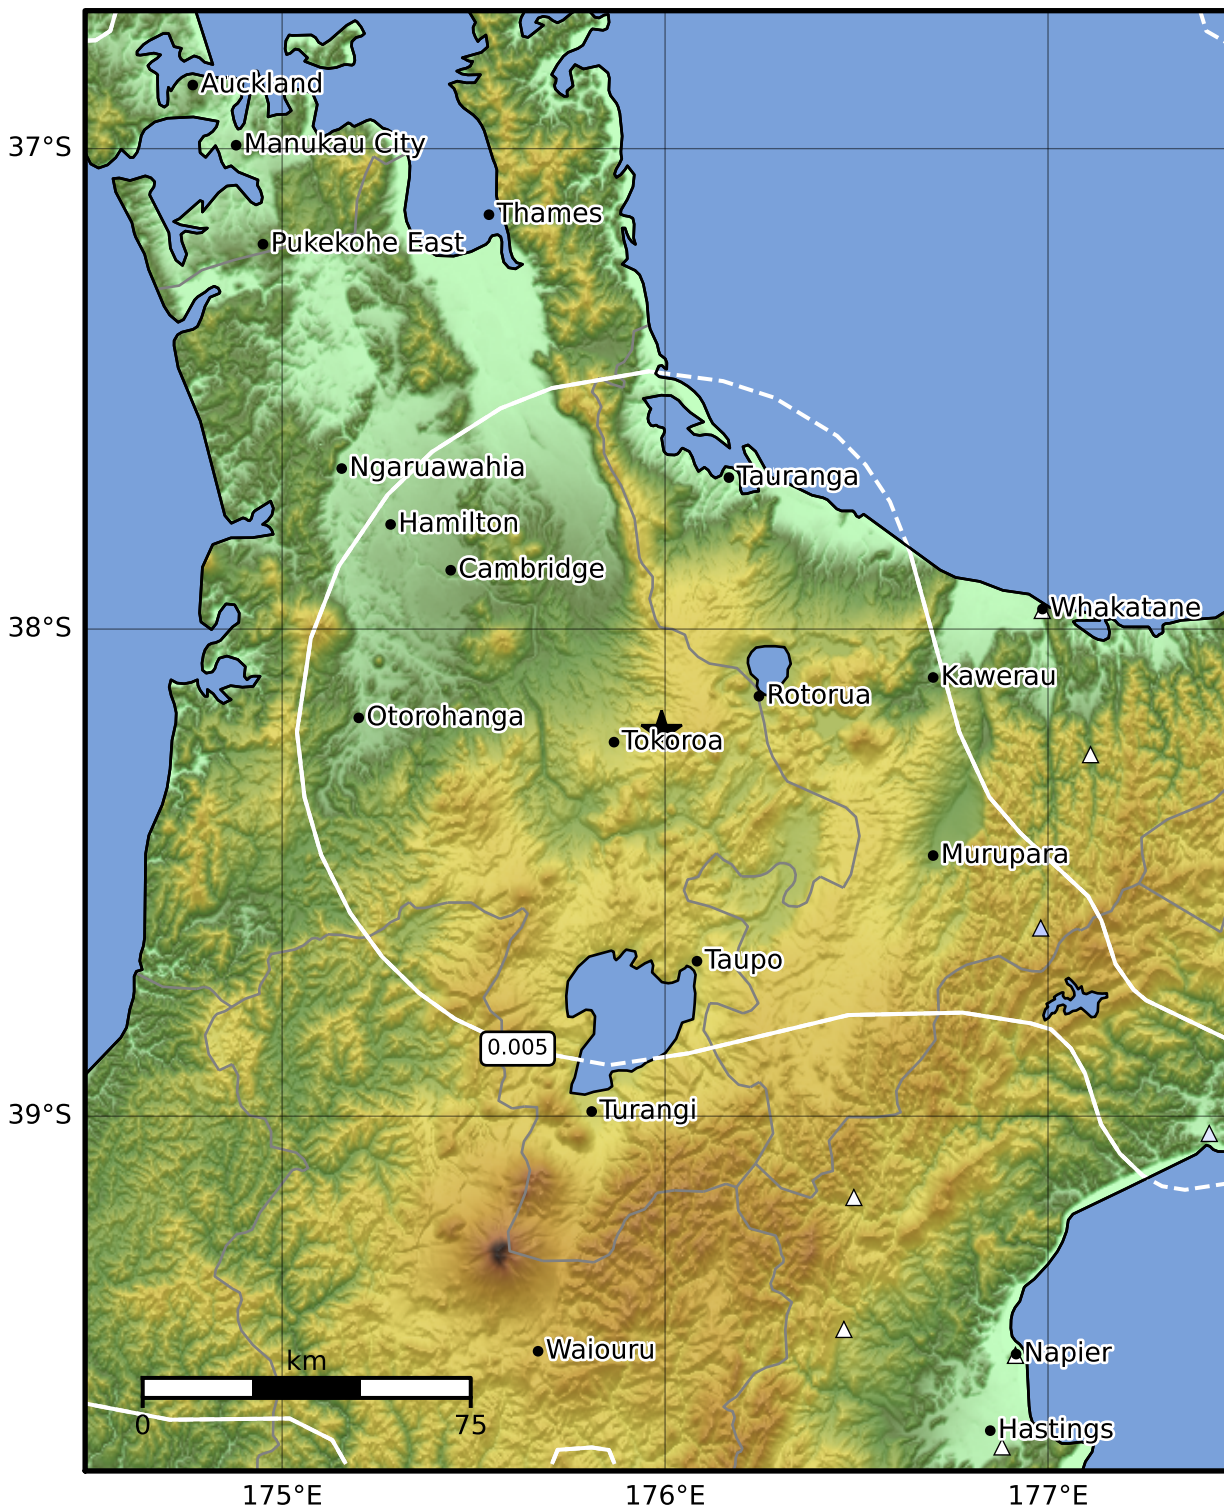 Auckland
37°S
Manukau City
Thames
Pukekohe East
Ngaruawahia
Tauranga
Hamilton
Cambridge
Whakatane
38°S
Kawerau
Rotorua
Otorohanga
Tokoroa
Murupara
Taupo
0.005
Turangi
39°S
Waiouru
Napier
km
0 75
Hastings
175°E 176°E 177°E